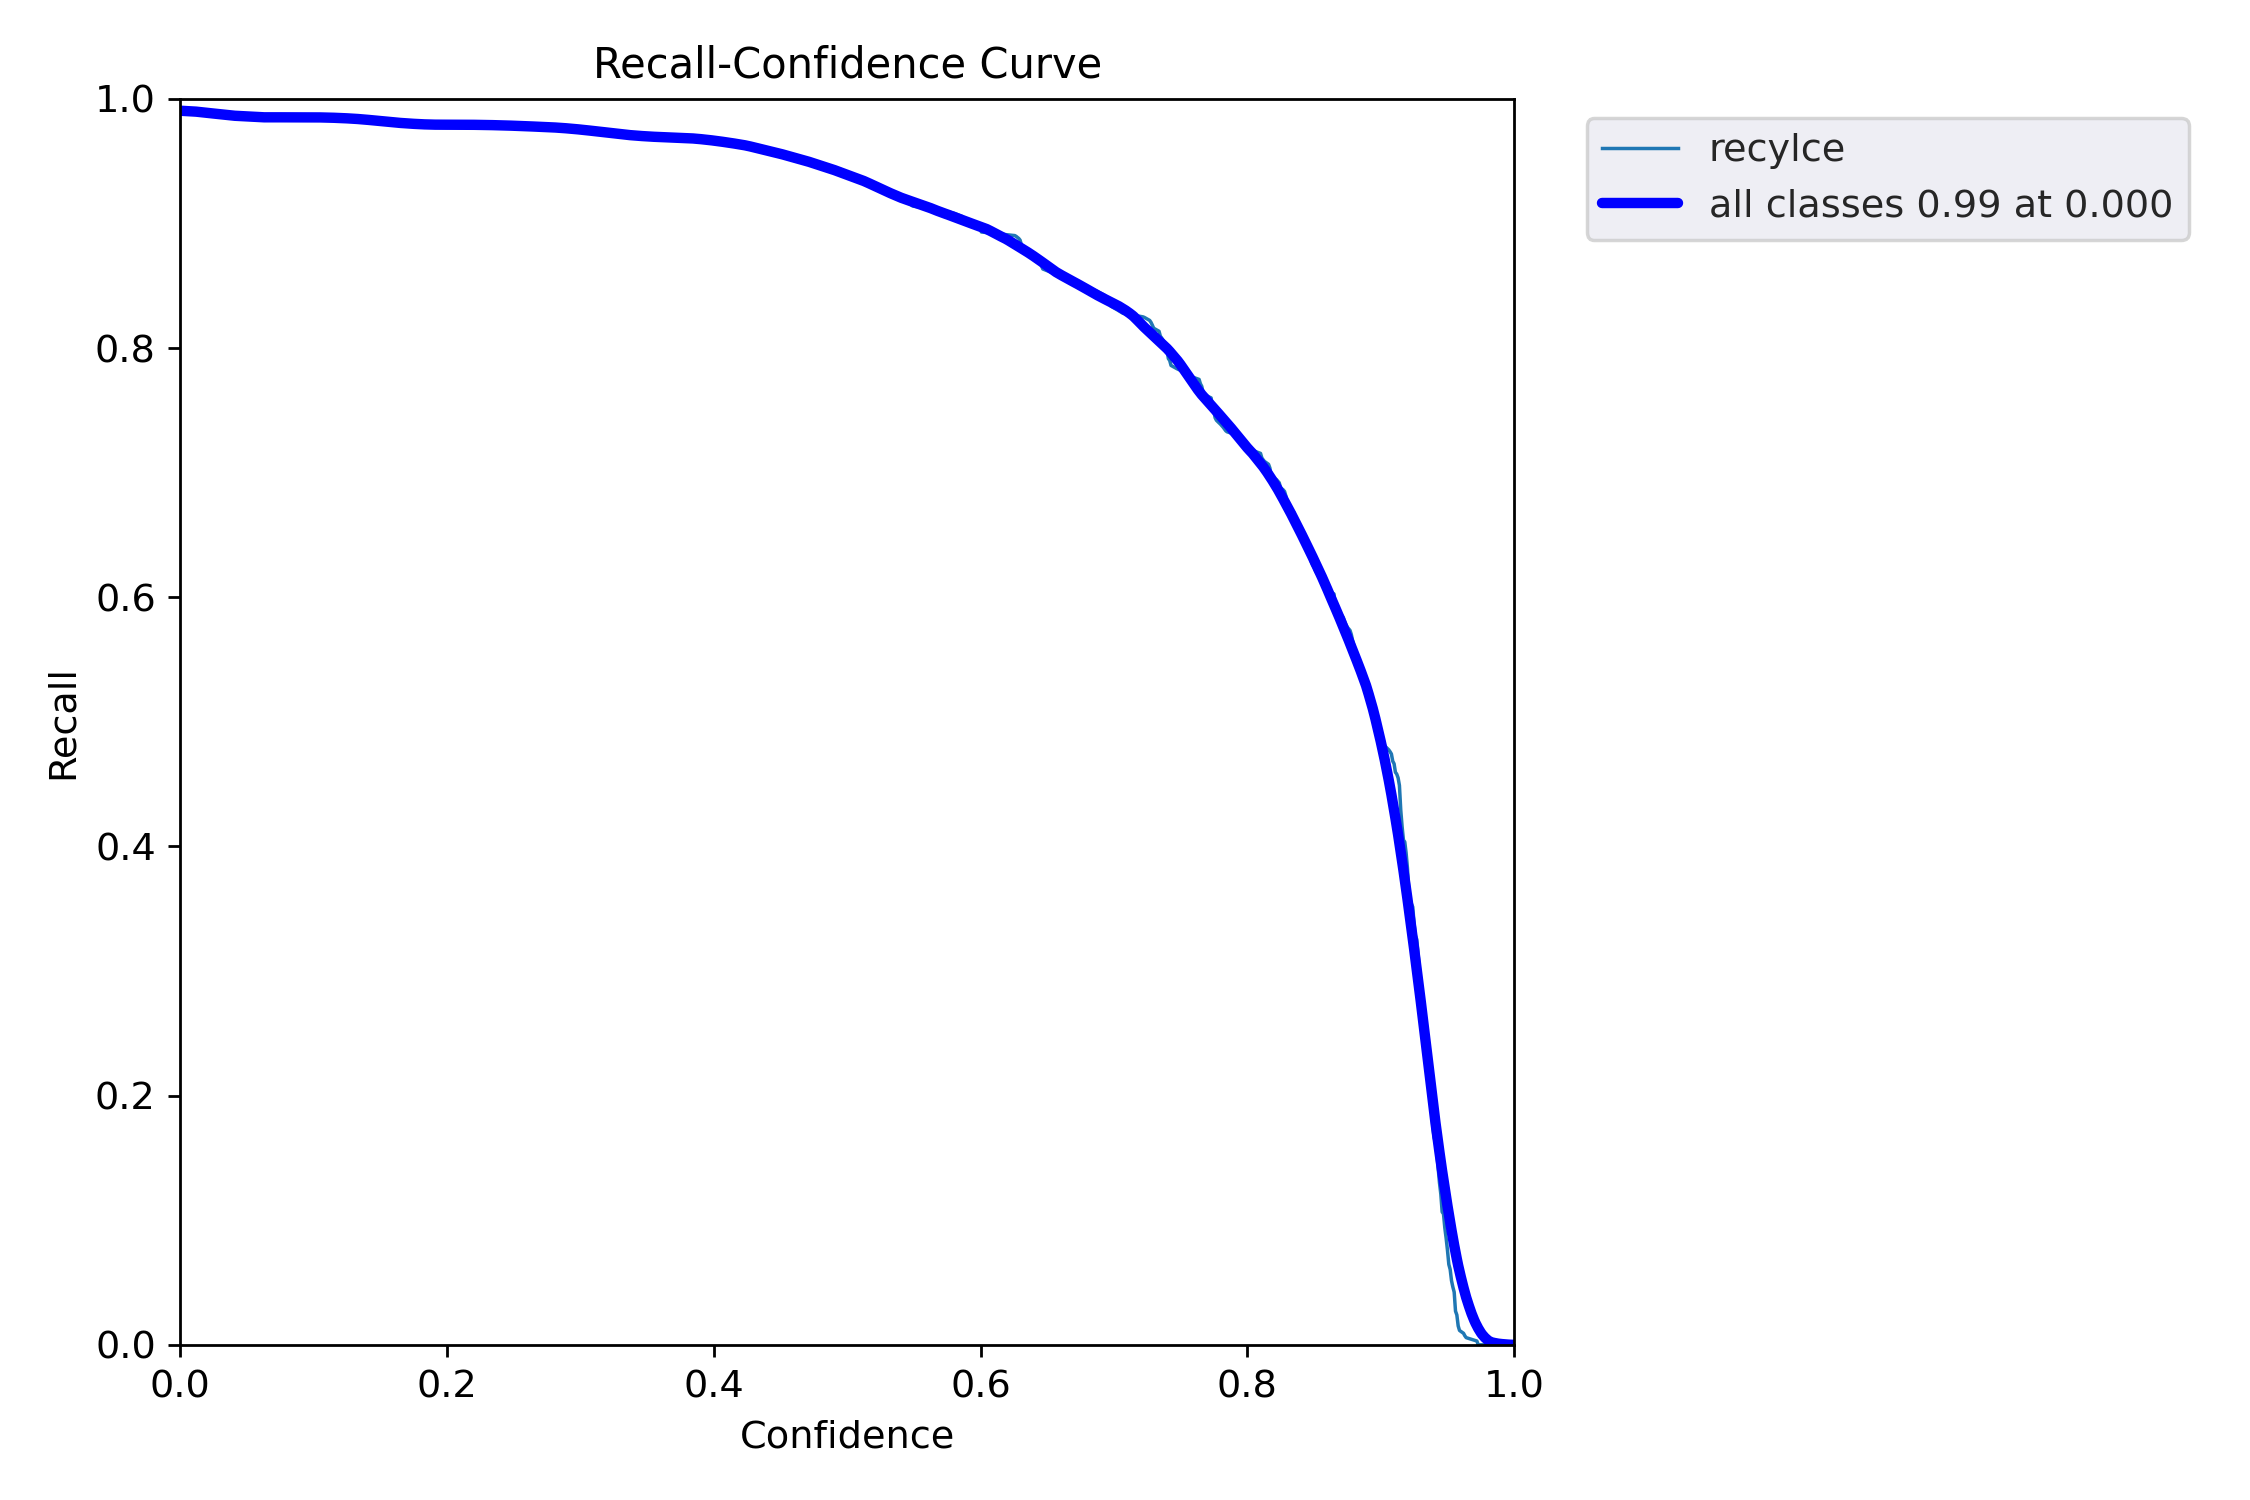 Recall-Confidence Curve
recylce
all classes 0.99 at 0.000
1.0
0.8
0.6
0.4
0.2
0.0
Recall
0.0 0.2 0.4 0.6 0.8 1.0
Confidence